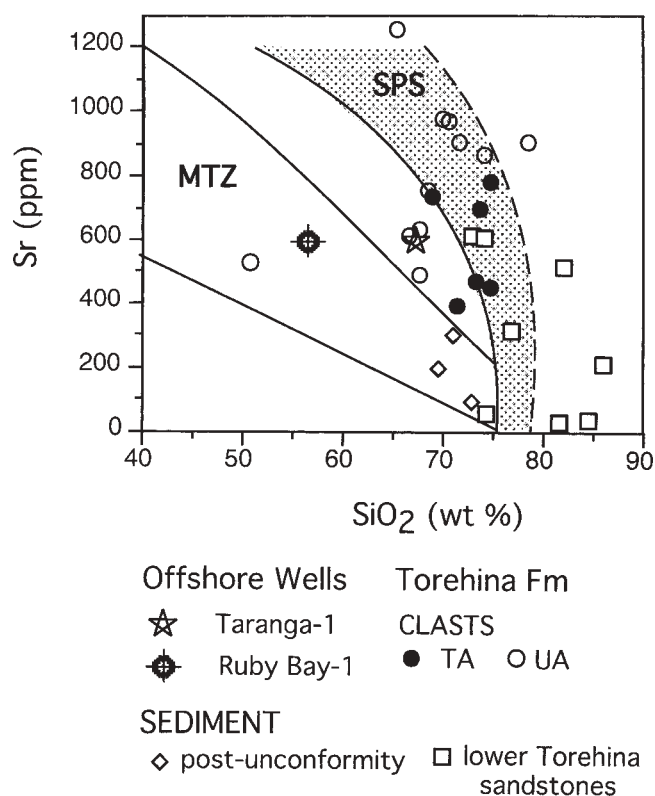 1200
1000
800
600
400
200
0
Sr (ppm)
SPS
MTZ
40 50 60 70 80 90
SiO2 (wt %)
Offshore Wells Torehina Fm
Taranga-1 CLASTS
Ruby Bay-1 TA UA
SEDIMENT
post-unconformity lower Torehina
sandstones